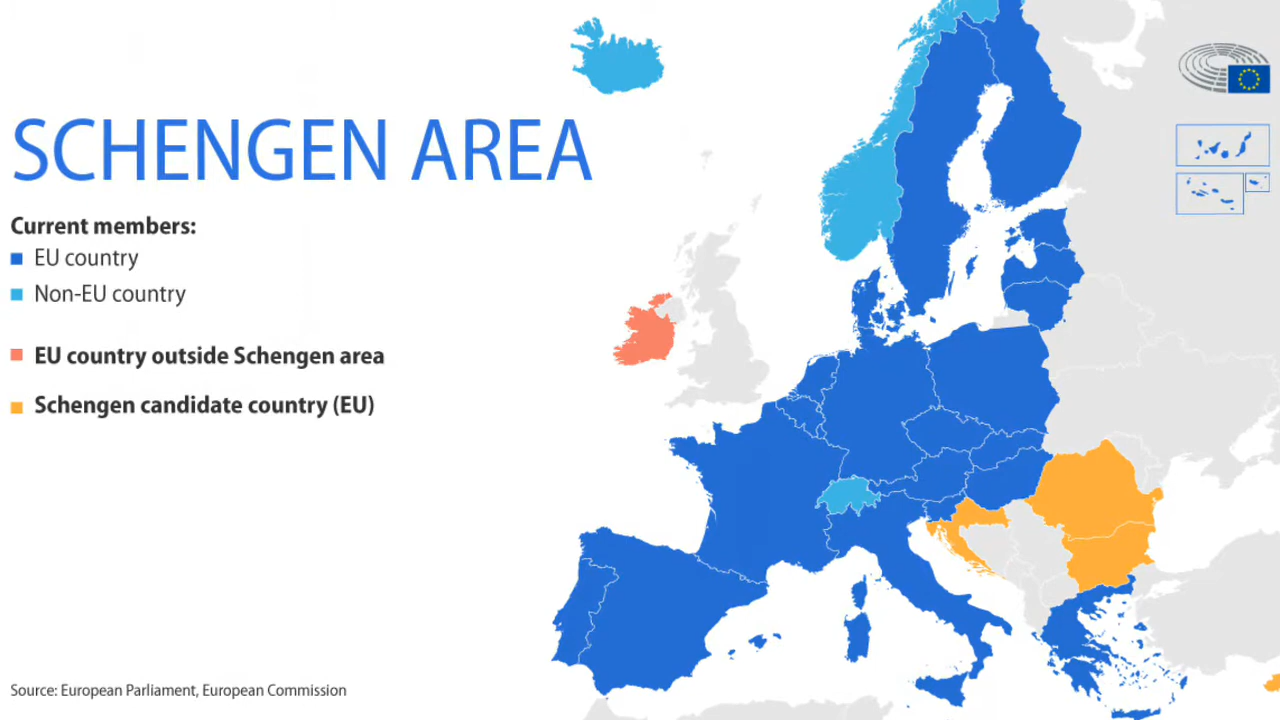 SCHENGEN AREA
Current members:
EU country
Non-EU country
EU country outside Schengen area
Schengen candidate country (EU)
Source: European Parliament, European Commission